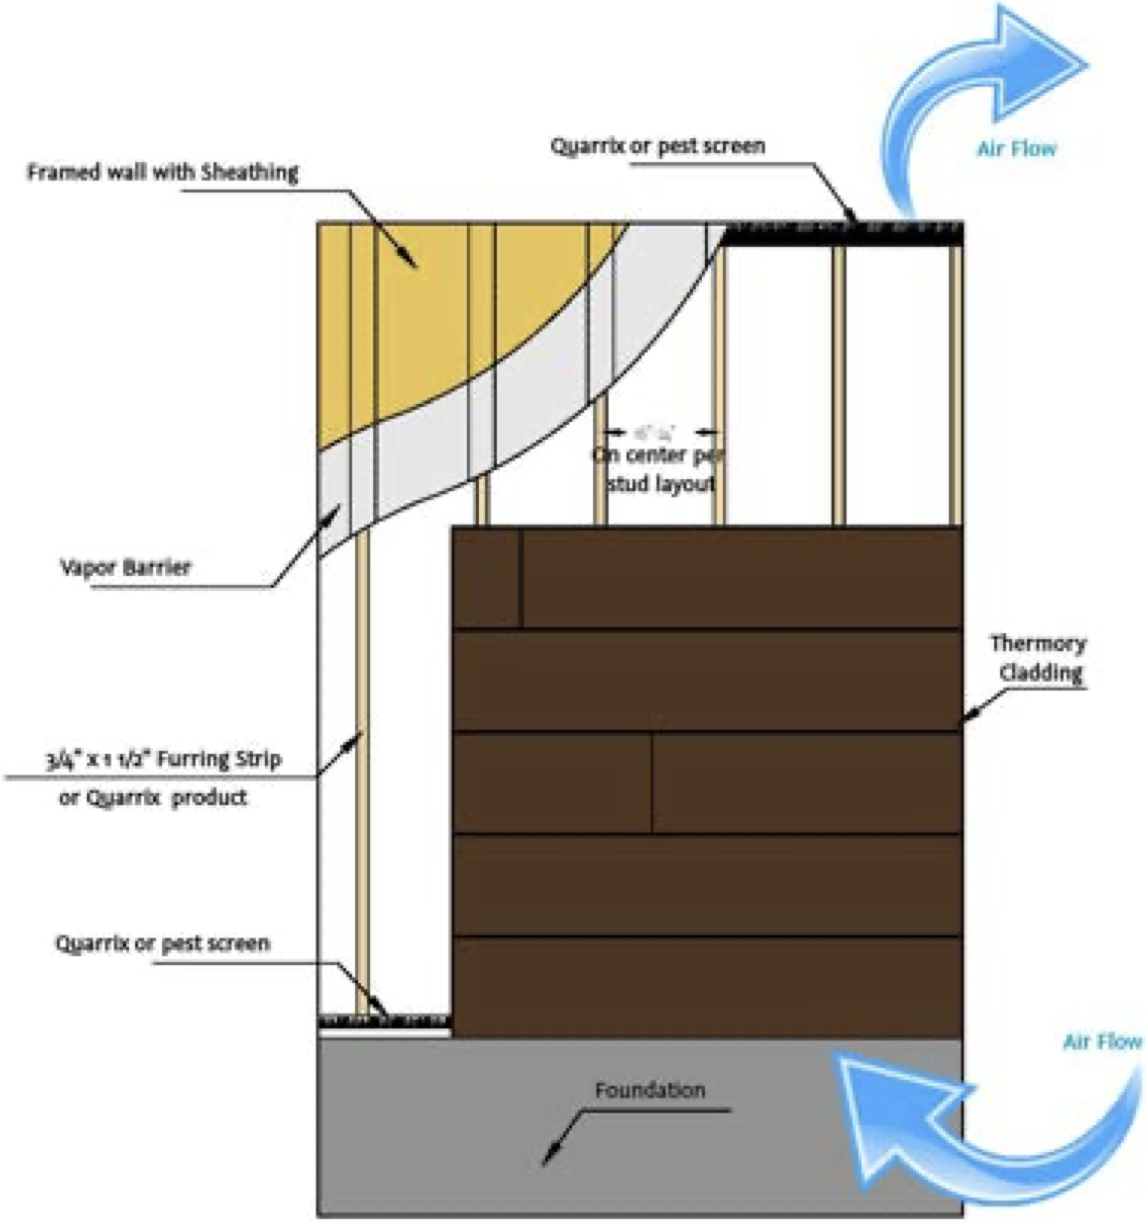 Air Flow
Quarrix or pest screen
Framed wall with Sheathing
On center per
stud layout
Vapor Barrier
Thermory
Cladding
3/4" x 1 1/2" Furring Strip
or Quarrix product
Quarrix or pest screen
Air Flow
Foundation